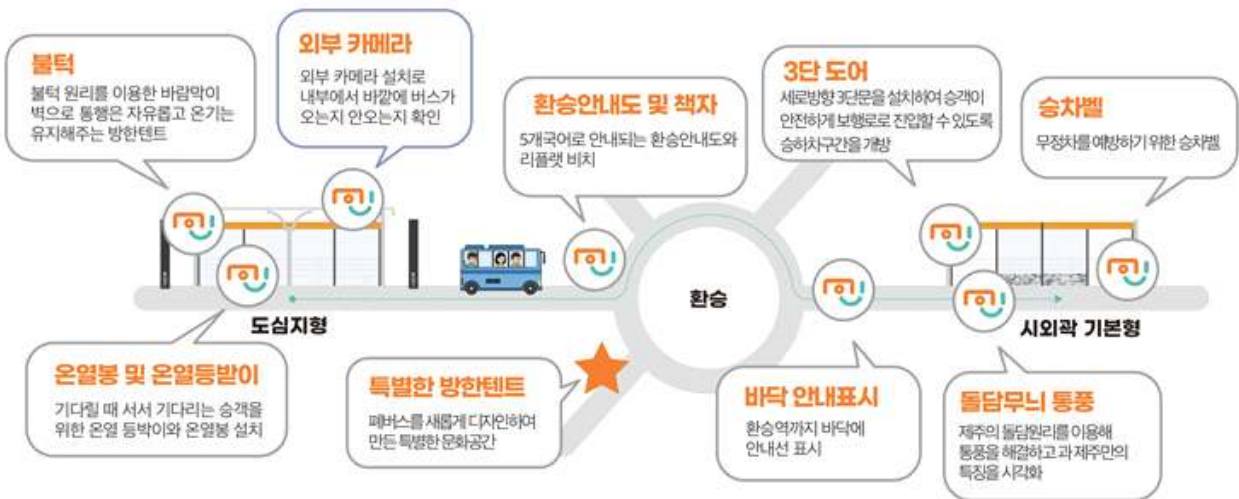 불턱
불턱 원리를 이용한 바람막이
벽으로 통행은 자유롭고 온기는
유지해주는 방한텐트
외부 카메라
외부 카메라 설치로
내부에서 바깥에 버스가
오는지 안오는지 확인
환승안내도 및 책자
5개국어로 안내되는 환승안내도와
리플랫 비치
3단 도어
세로방향 3단문을 설치하여 승객이
안전하게 보행로로 진입할 수 있도록
승하차구간을 개방
승차벨
무정차를 예방하기 위한 승차벨
도심지형
환승
시외곽 기본형
온열봉 및 온열등받이
기다릴 때 서서 기다리는 승객을
위한 온열 등박이와 온열봉 설치
특별한 방한텐트
폐버스를 새롭게 디자인하여
만든 특별한 문화공간
바닥 안내표시
환승역까지 바닥에
안내선 표시
돌담무늬 통풍
제주의 돌담원리를 이용해
통풍을 해결하고 과 제주만의
특징을 시각화